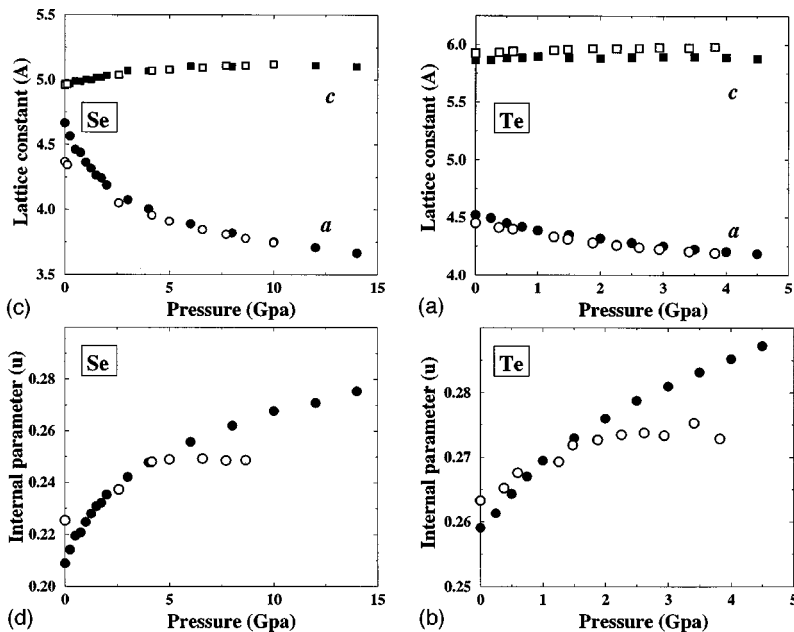 5.5
5.0
4.5
4.0
3.5
Lattice constant (A)
Se
c
a
0
5
10
15
Pressure (Gpa)
(c)
6.0
5.5
5.0
4.5
4.0
Lattice constant (A)
Te
c
a
0
1
2
3
4
5
Pressure (Gpa)
(a)
0.28
0.26
0.24
0.22
0.20
Internal parameter (u)
Se
0
5
10
15
Pressure (Gpa)
(d)
0.28
0.27
0.26
0.25
Internal parameter (u)
Te
0
1
2
3
4
5
Pressure (Gpa)
(b)